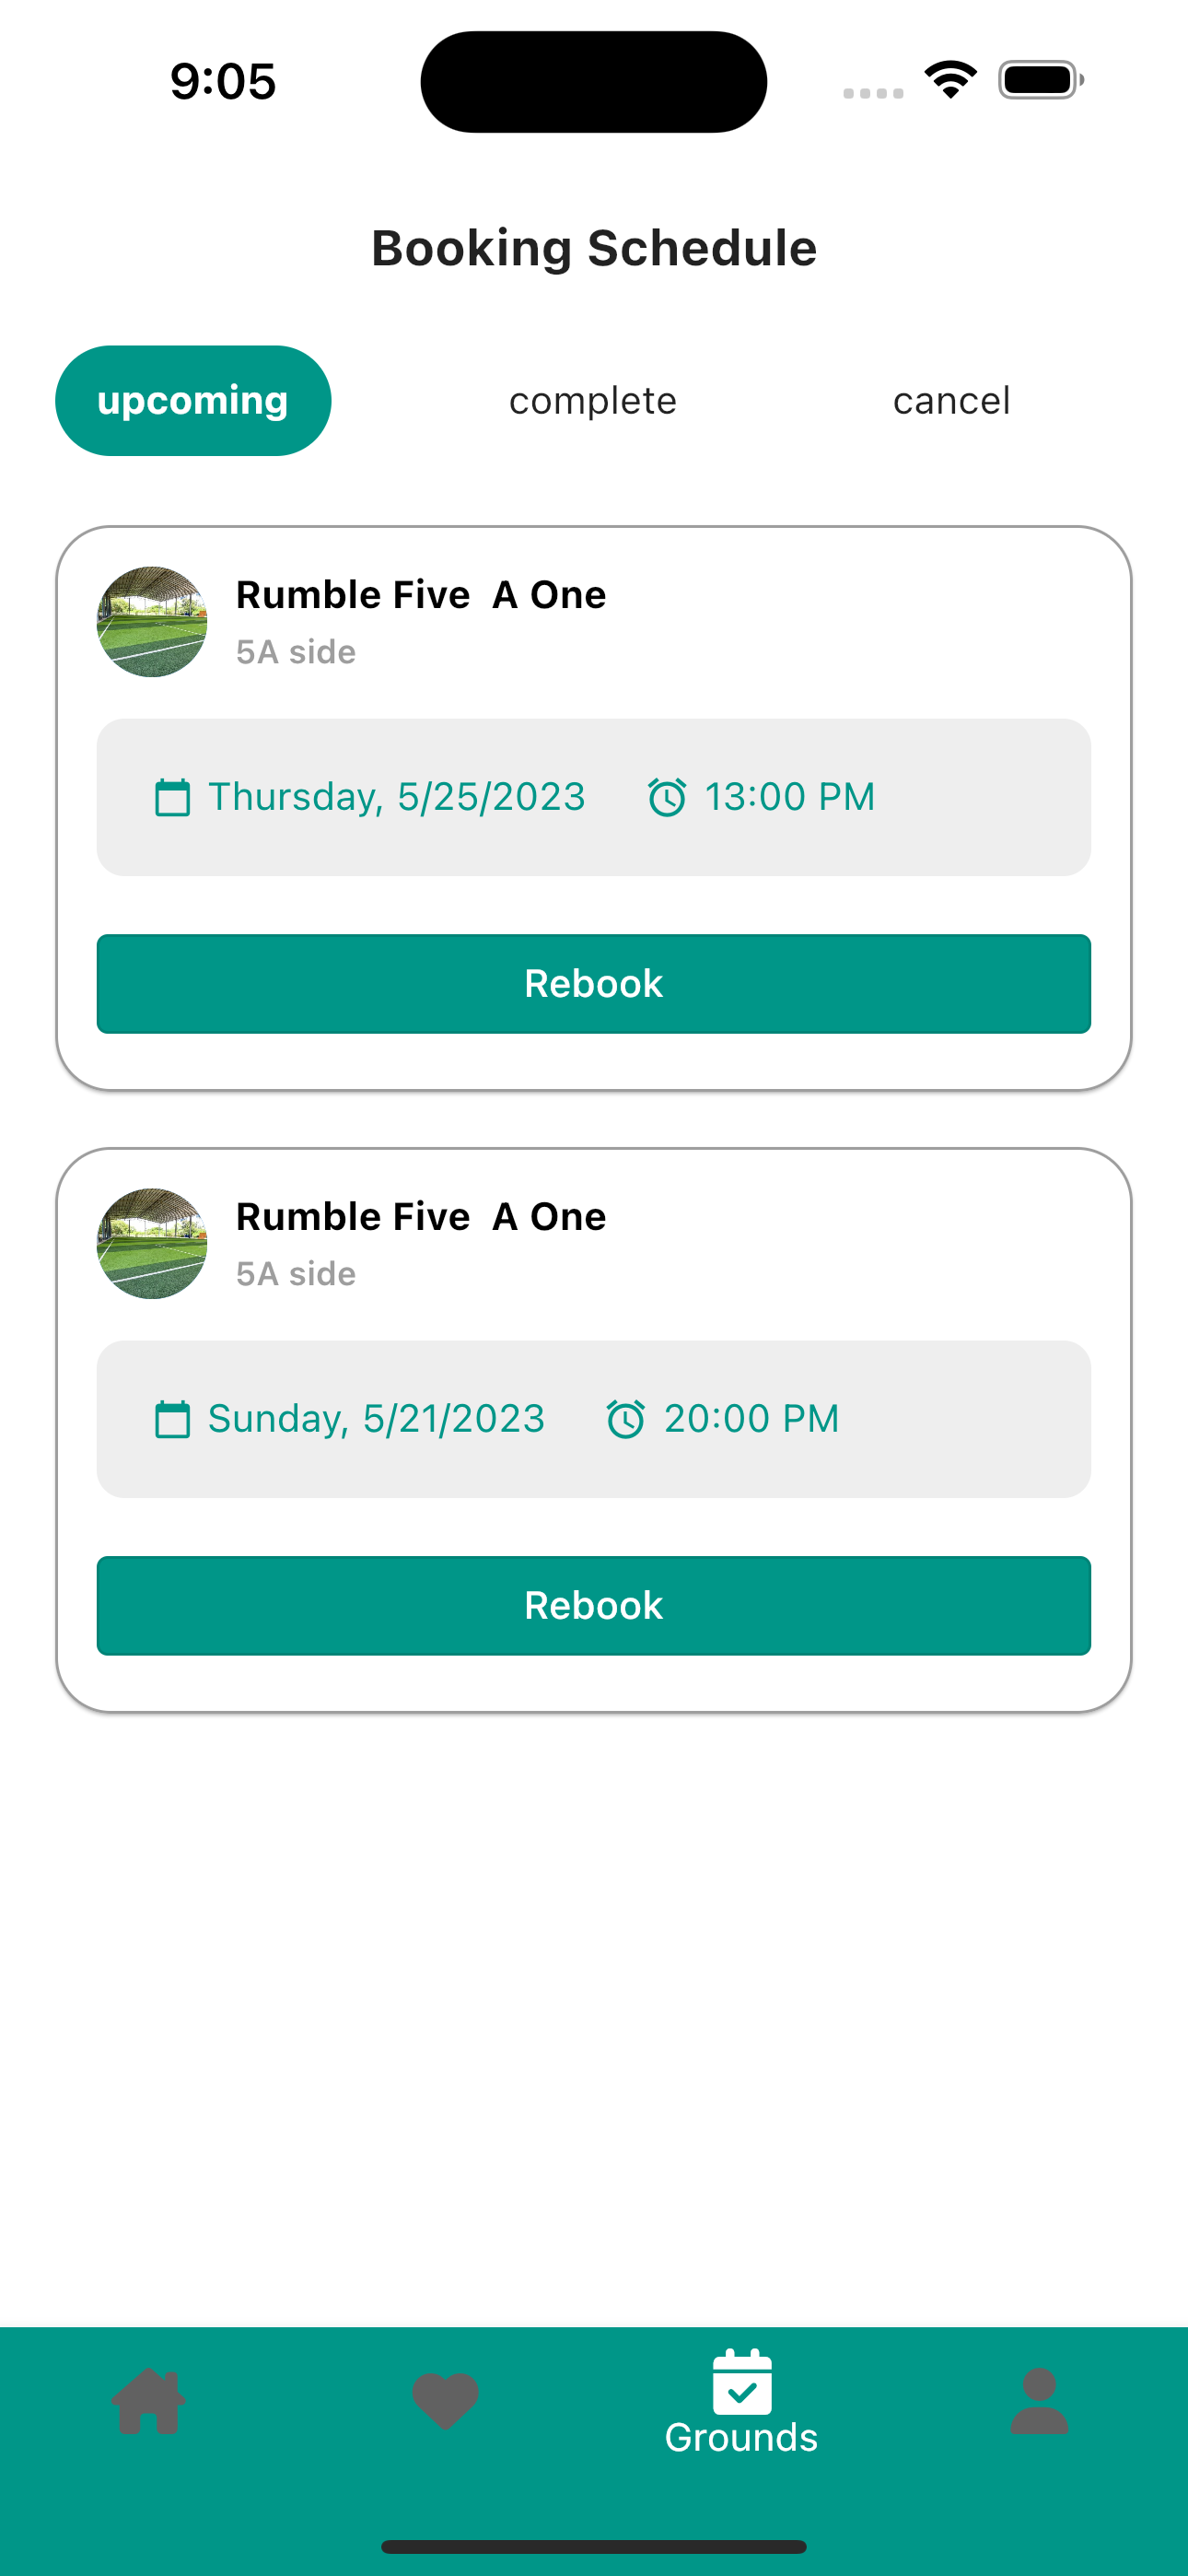 9:05
Booking Schedule
upcoming complete cancel
Rumble Five  A One
5A side
Thursday, 5/25/2023 13:00 PM
Rebook
Rumble Five  A One
5A side
Sunday, 5/21/2023 20:00 PM
Rebook
Grounds